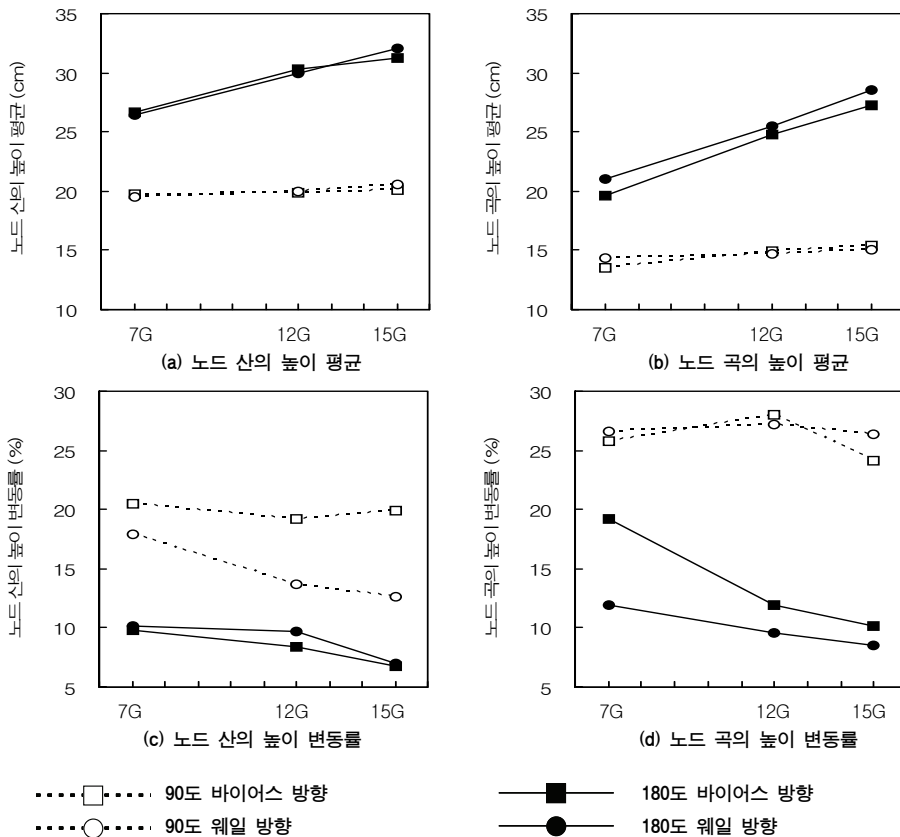 노드 산의 높이 평균 (cm)
35
30
25
20
15
10
7G 12G 15G
(a) 노드 산의 높이 평균
노드 곡의 높이 평균 (cm)
35
30
25
20
15
10
7G 12G 15G
(b) 노드 곡의 높이 평균
노드 산의 높이 변동률 (%)
30
25
20
15
10
5
7G 12G 15G
(c) 노드 산의 높이 변동률
노드 곡의 높이 변동률 (%)
30
25
20
15
10
5
7G 12G 15G
(d) 노드 곡의 높이 변동률
90도 바이어스 방향
180도 바이어스 방향
90도 웨일 방향
180도 웨일 방향